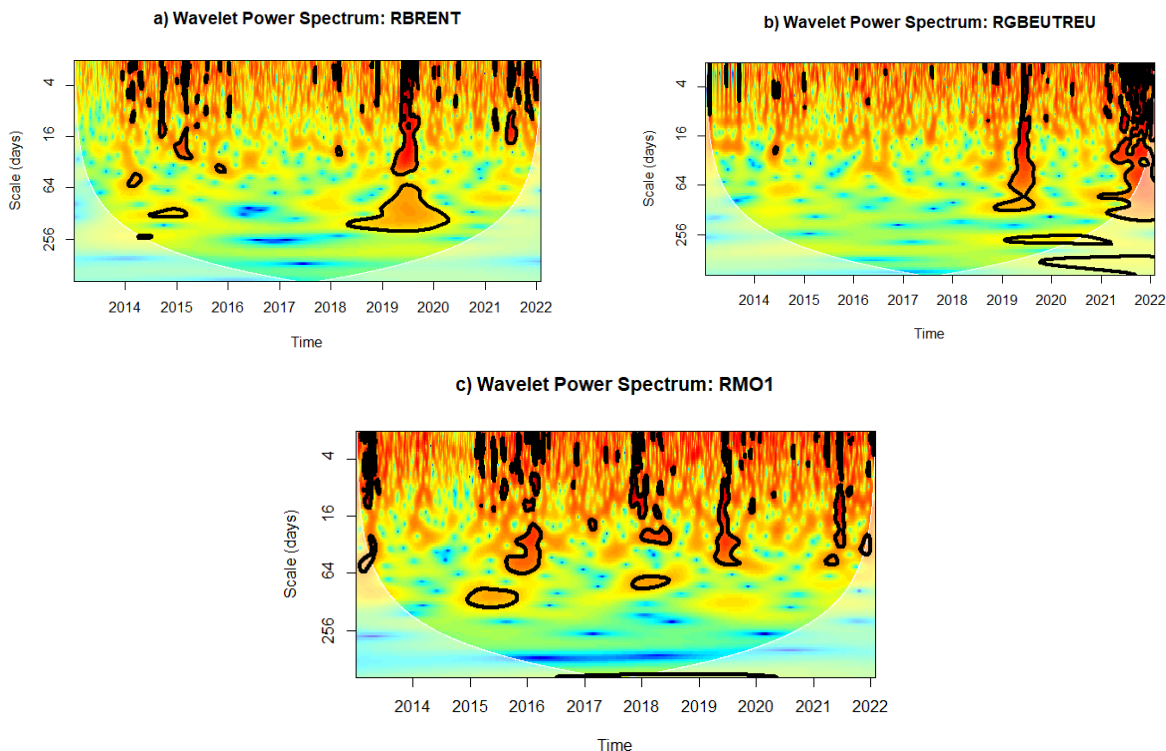 a) Wavelet Power Spectrum: RBRENT
Scale (days)
4
16
64
256
2014 2015 2016 2017 2018 2019 2020 2021 2022
Time
b) Wavelet Power Spectrum: RGBEUTREU
Scale (days)
4
16
64
256
2014 2015 2016 2017 2018 2019 2020 2021 2022
Time
c) Wavelet Power Spectrum: RMO1
Scale (days)
4
16
64
256
2014 2015 2016 2017 2018 2019 2020 2021 2022
Time